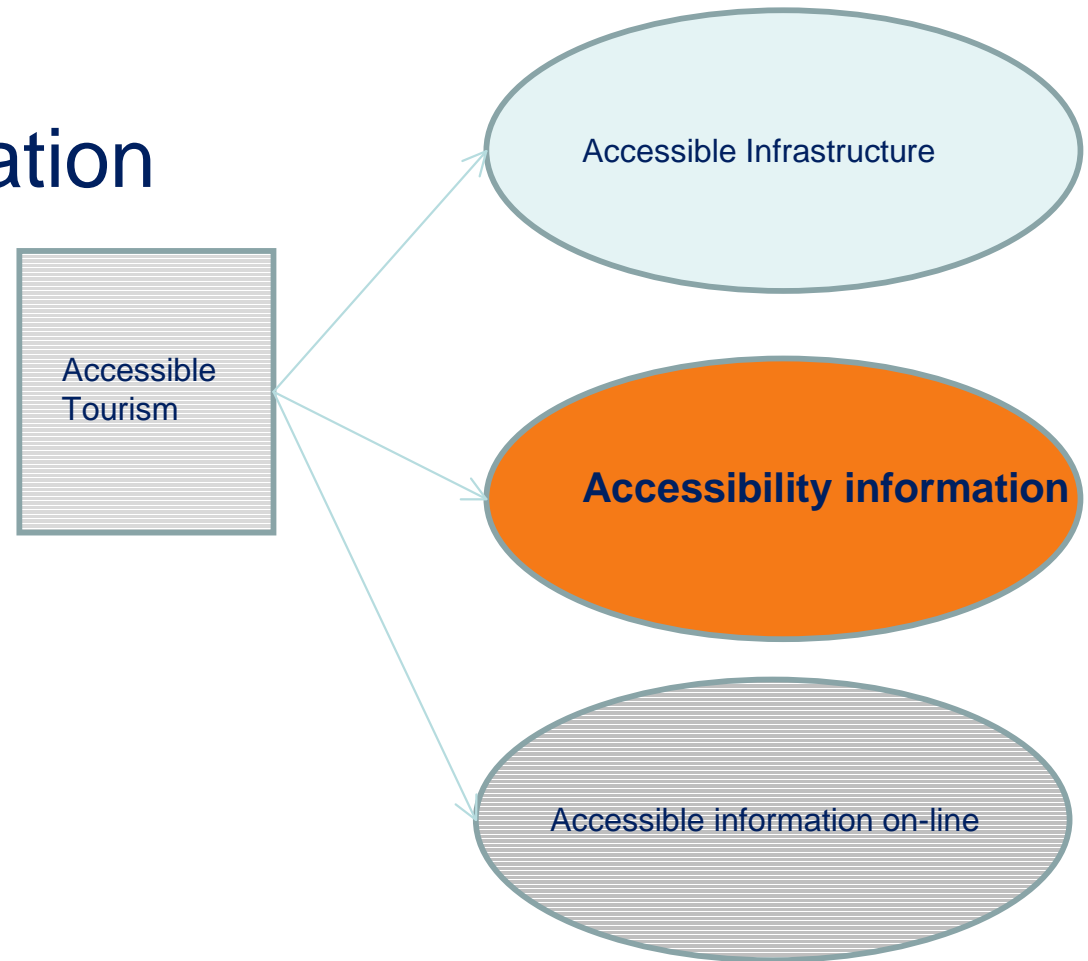 ation
Accessible Infrastructure
Accessible
Tourism
Accessibility information
Accessible information on-line